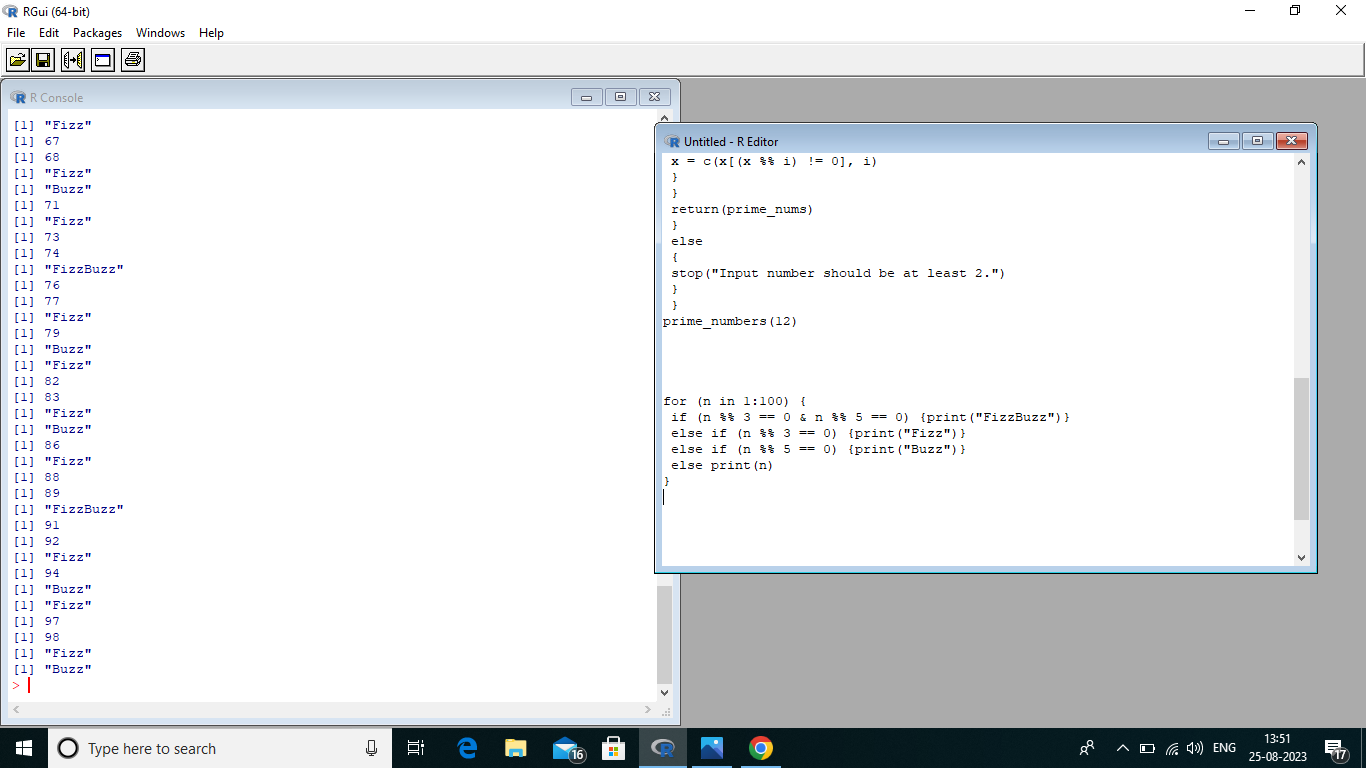 RGui (64-bit)
File Edit Packages Windows Help
R Console
[1] "Fizz"
[1] 67
[1] 68
[1] "Fizz"
[1] "Buzz"
[1] 71
[1] "Fizz"
[1] 73
[1] 74
[1] "FizzBuzz"
[1] 76
[1] 77
[1] "Fizz"
[1] 79
[1] "Buzz"
[1] "Fizz"
[1] 82
[1] 83
[1] "Fizz"
[1] "Buzz"
[1] 86
[1] "Fizz"
[1] 88
[1] 89
[1] "FizzBuzz"
[1] 91
[1] 92
[1] "Fizz"
[1] 94
[1] "Buzz"
[1] "Fizz"
[1] 97
[1] 98
[1] "Fizz"
[1] "Buzz"
>
Untitled - R Editor
 x = c(x[(x %% i) != 0], i)
 }
 }
 return(prime_nums)
 }
 else
 {
 stop("Input number should be at least 2.")
 }
 }
prime_numbers(12)
for (n in 1:100) {
 if (n %% 3 == 0 & n %% 5 == 0) {print("FizzBuzz")}
 else if (n %% 3 == 0) {print("Fizz")}
 else if (n %% 5 == 0) {print("Buzz")}
 else print(n)
}
Type here to search
16
ENG
13:51
25-08-2023
17